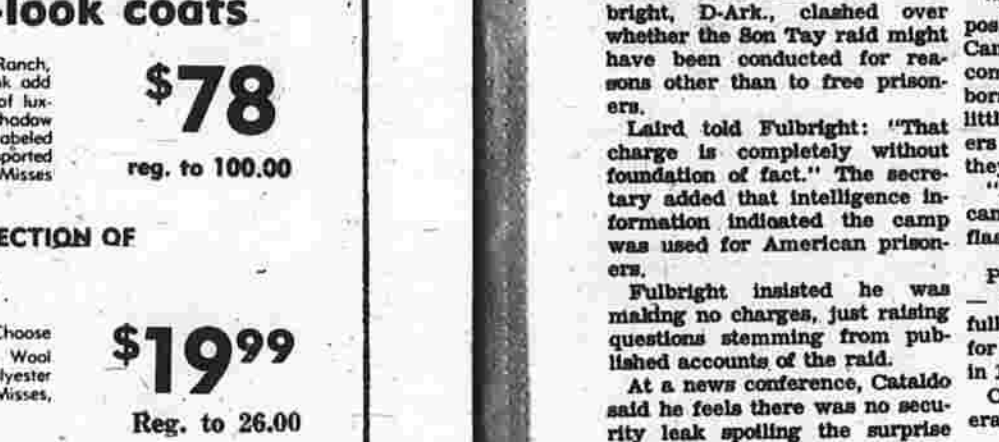 -look coats
Ranch,
nk add
of lux-
hadow
labeled
ported
Misses
$78
reg. to 100.00
ECTION OF
Choose
Wool
lyester
Misses,
$19⁹⁹
Reg. to 26.00
bright, D-Ark., clashed over
whether the Son Tay raid might
have been conducted for rea-
sons other than to free prison-
ers.
Laird told Fulbright: "That
charge is completely without
foundation of fact." The secre-
tary added that intelligence in-
formation indicated the camp
was used for American prison-
ers.
Fulbright insisted he was
making no charges, just raising
questions stemming from pub-
lished accounts of the raid.
At a news conference, Cataldo
said he feels there was no secu-
rity leak spoiling the surprise
pos
Can
con
born
littl
ers
they
"
can
flas
P
full
for
in 1
C
era